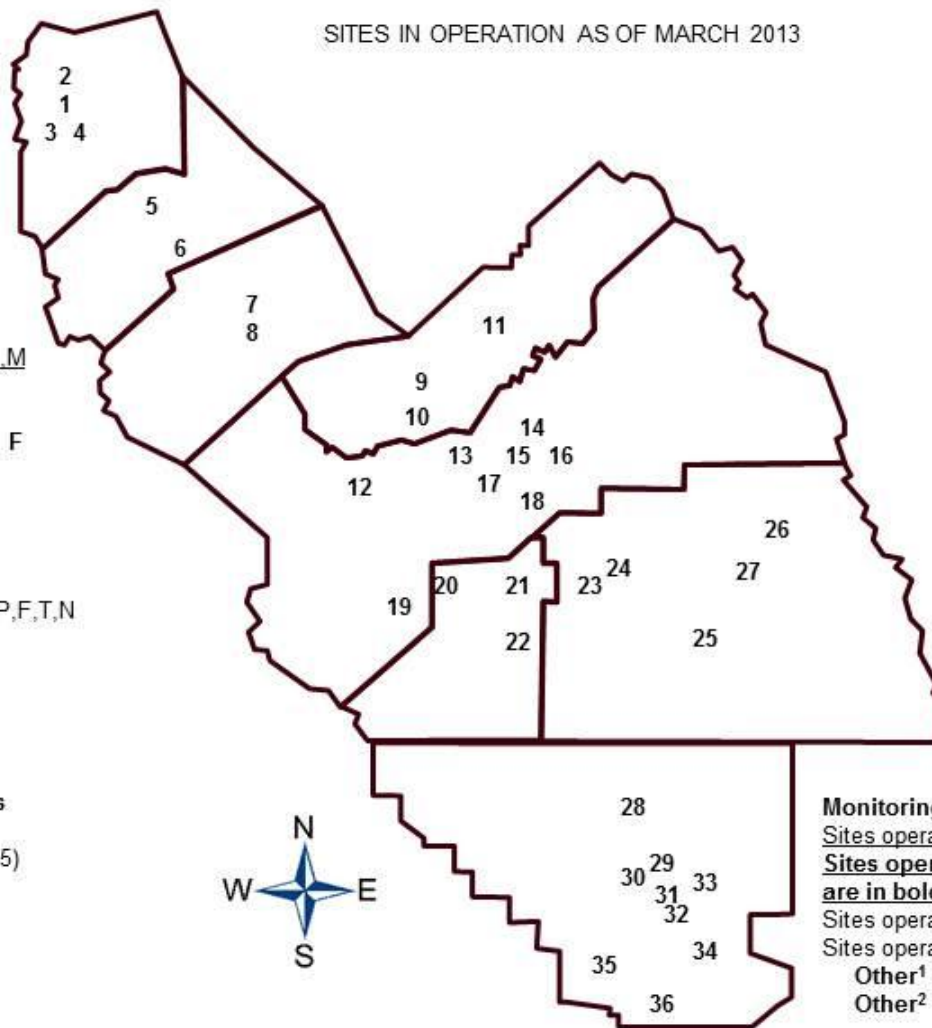 SITES IN OPERATION AS OF MARCH 2013
2
1
3 4
5
6
7
8
,M
11
9
10
F
14
13 15 16
12 17
18
26
24 27
20 21 23
19
P,F,T,N
22 25
s
28
Monitoring
Sites opera
5)
N
W E
S
29
30 33
31
32
Sites oper
are in bold
Sites opera
34
Sites opera
35
Other¹
36
Other²